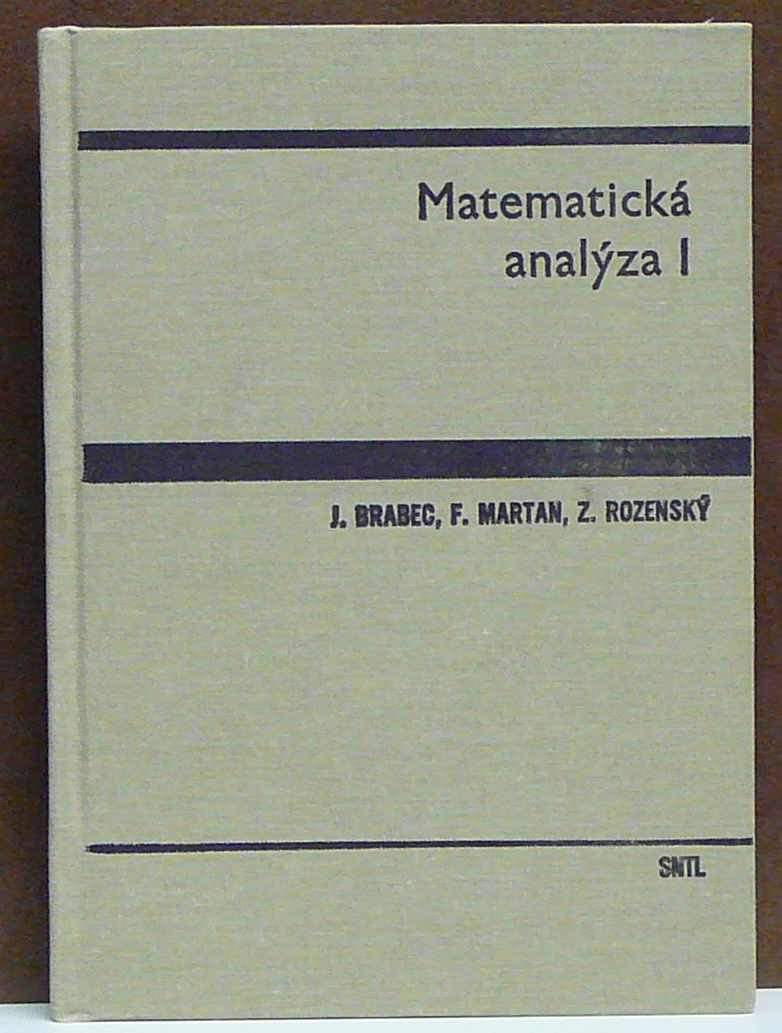 Matematická
analýza I
J. BRABEC, F. MARTAN, Z. ROZENSKÝ
SNTL